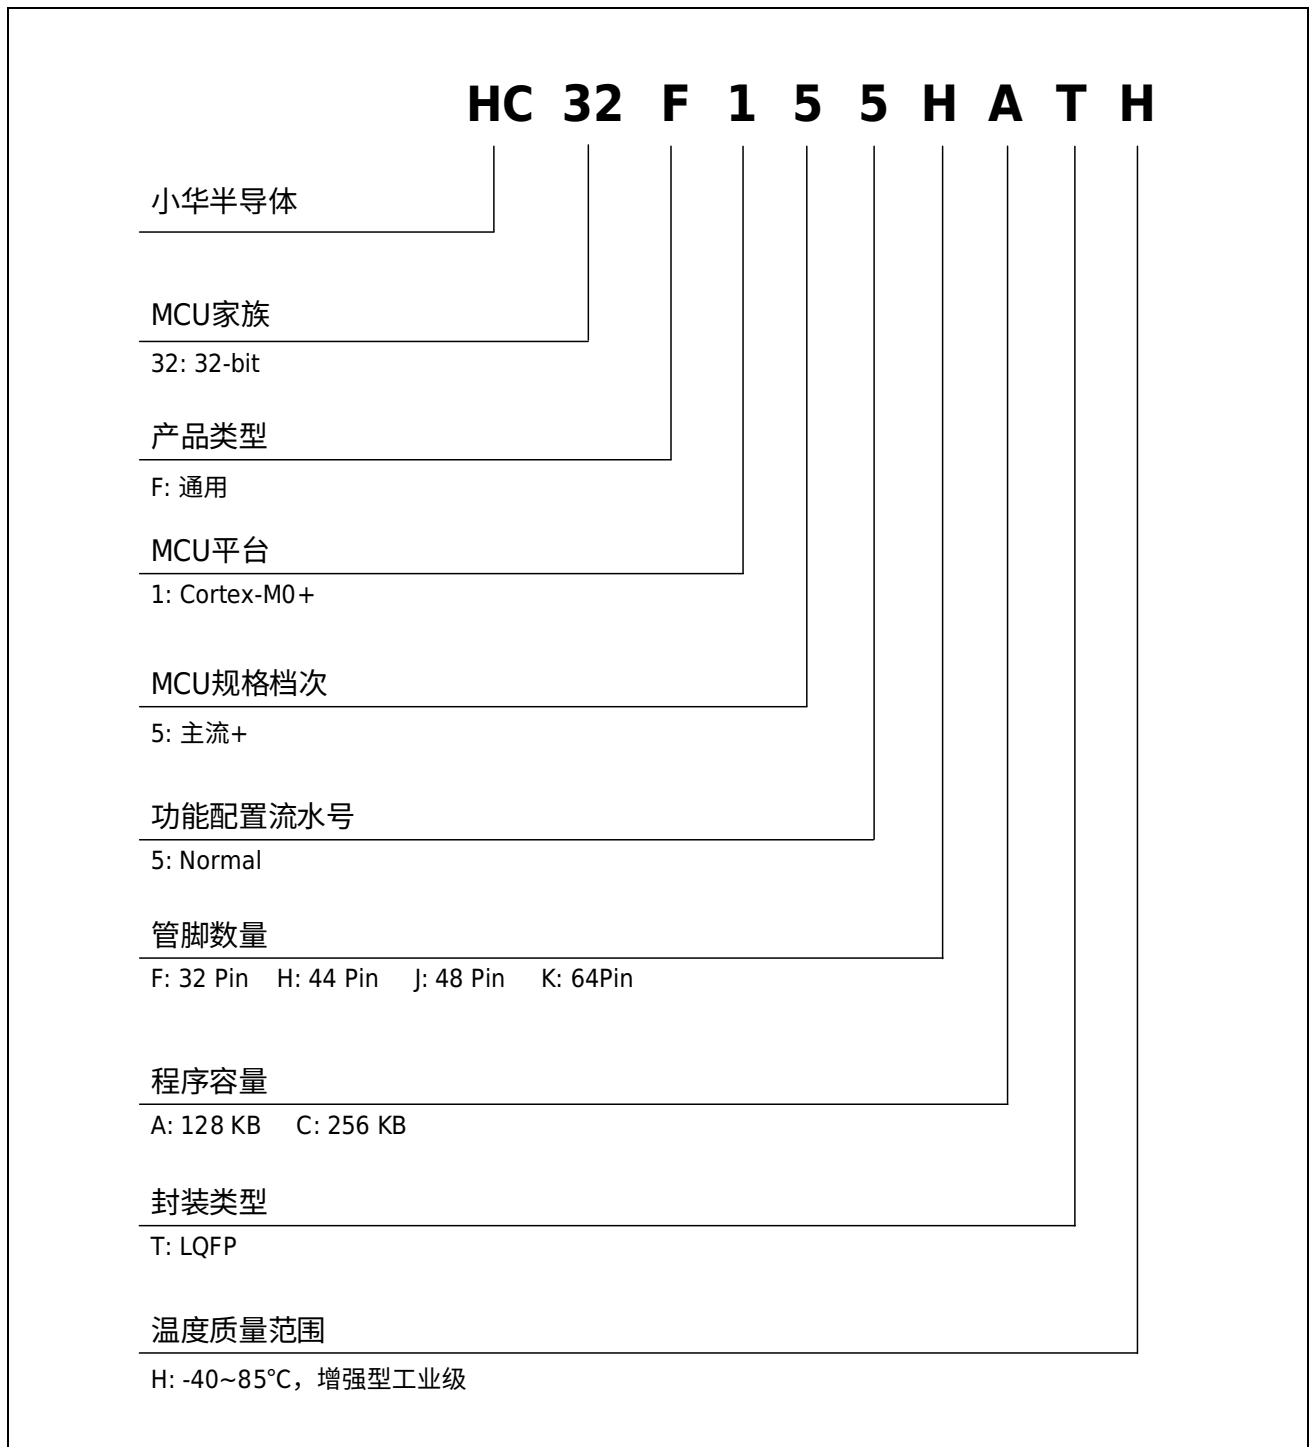 HC 32 F 1 5 5 H A T H
小华半导体
MCU家族
32: 32-bit
产品类型
F: 通用
MCU平台
1: Cortex-M0+
MCU规格档次
5: 主流+
功能配置流水号
5: Normal
管脚数量
F: 32 Pin H: 44 Pin J: 48 Pin K: 64Pin
程序容量
A: 128 KB C: 256 KB
封装类型
T: LQFP
温度质量范围
H: -40~85℃，增强型工业级